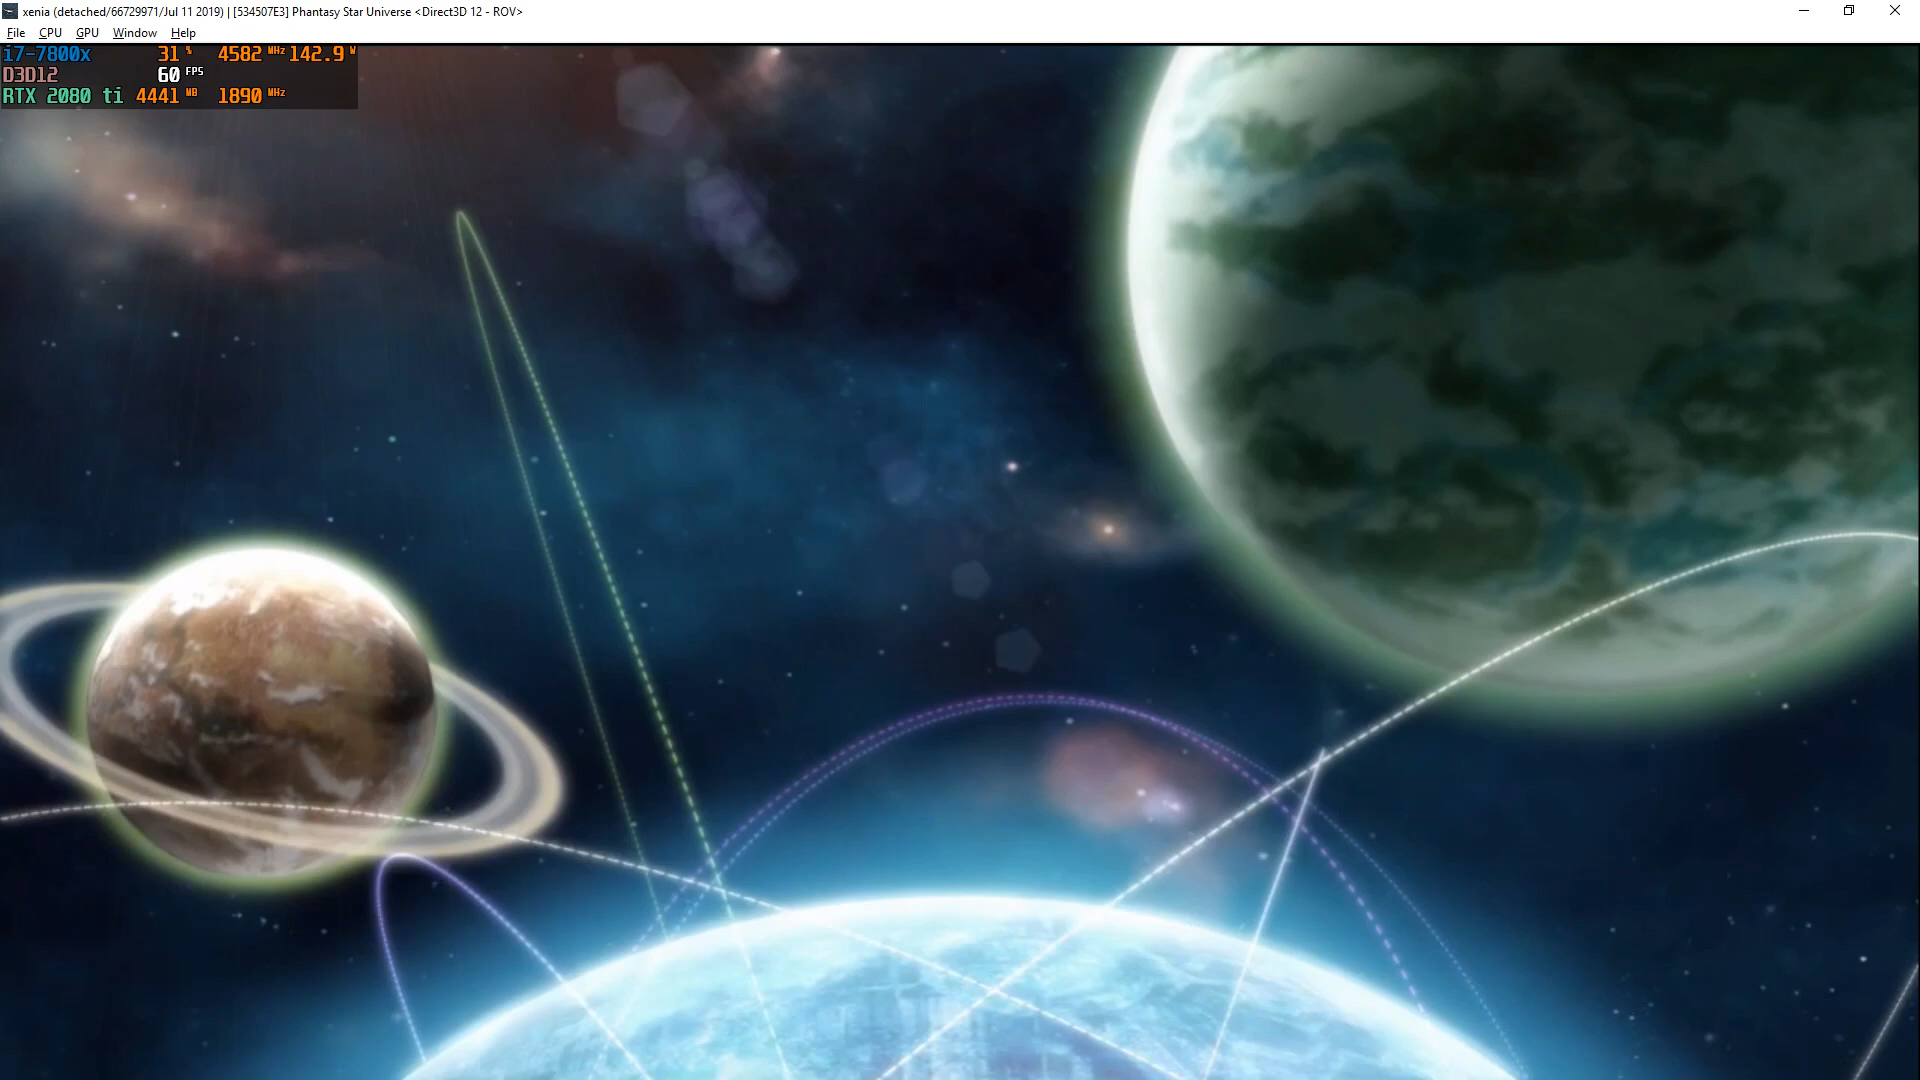 xenia (detached/66729971/Jul 11 2019) | [534507E3] Phantasy Star Universe <Direct3D 12 - ROV>
File CPU GPU Window Help
i7-7800x 31 % 4582 MHz 142.9 W
D3D12 60 FPS
RTX 2080 ti 4441 MB 1890 MHz